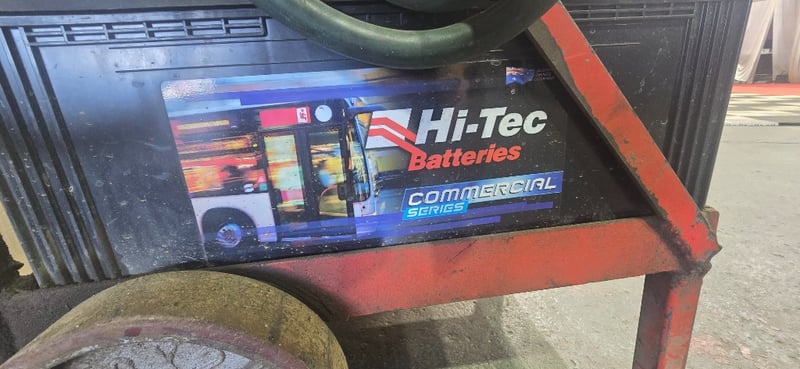 Hi-Tec
Batteries
COMMERCIAL
SERIES